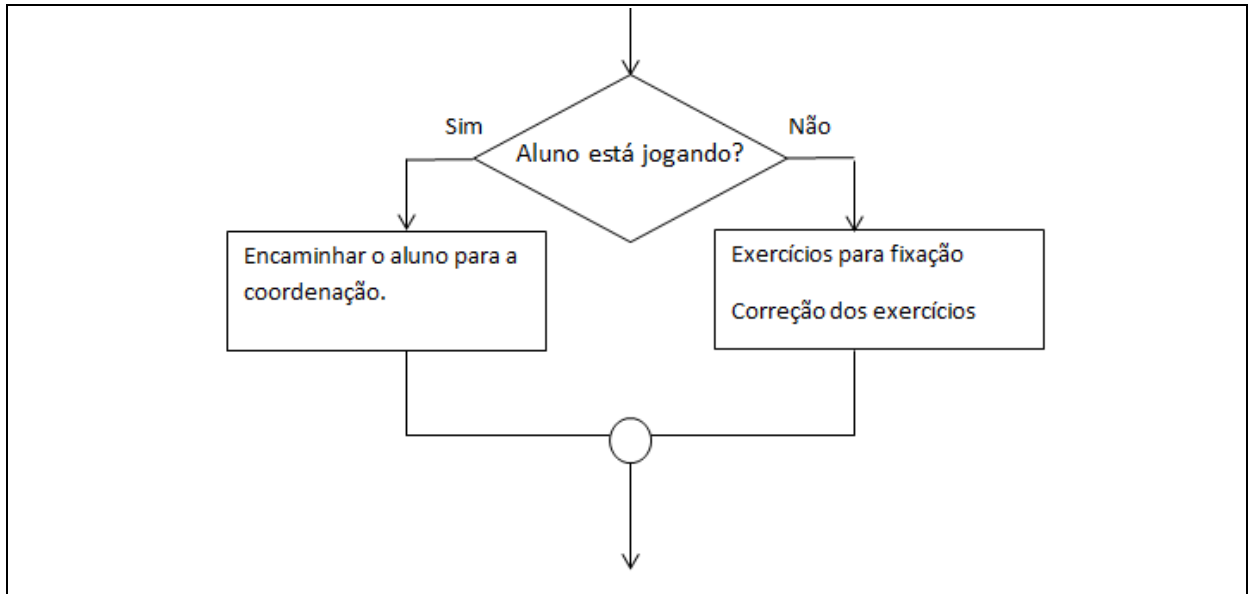 Sim
Não
Aluno está jogando?
Encaminhar o aluno para a
coordenação.
Exercícios para fixação
Correção dos exercícios